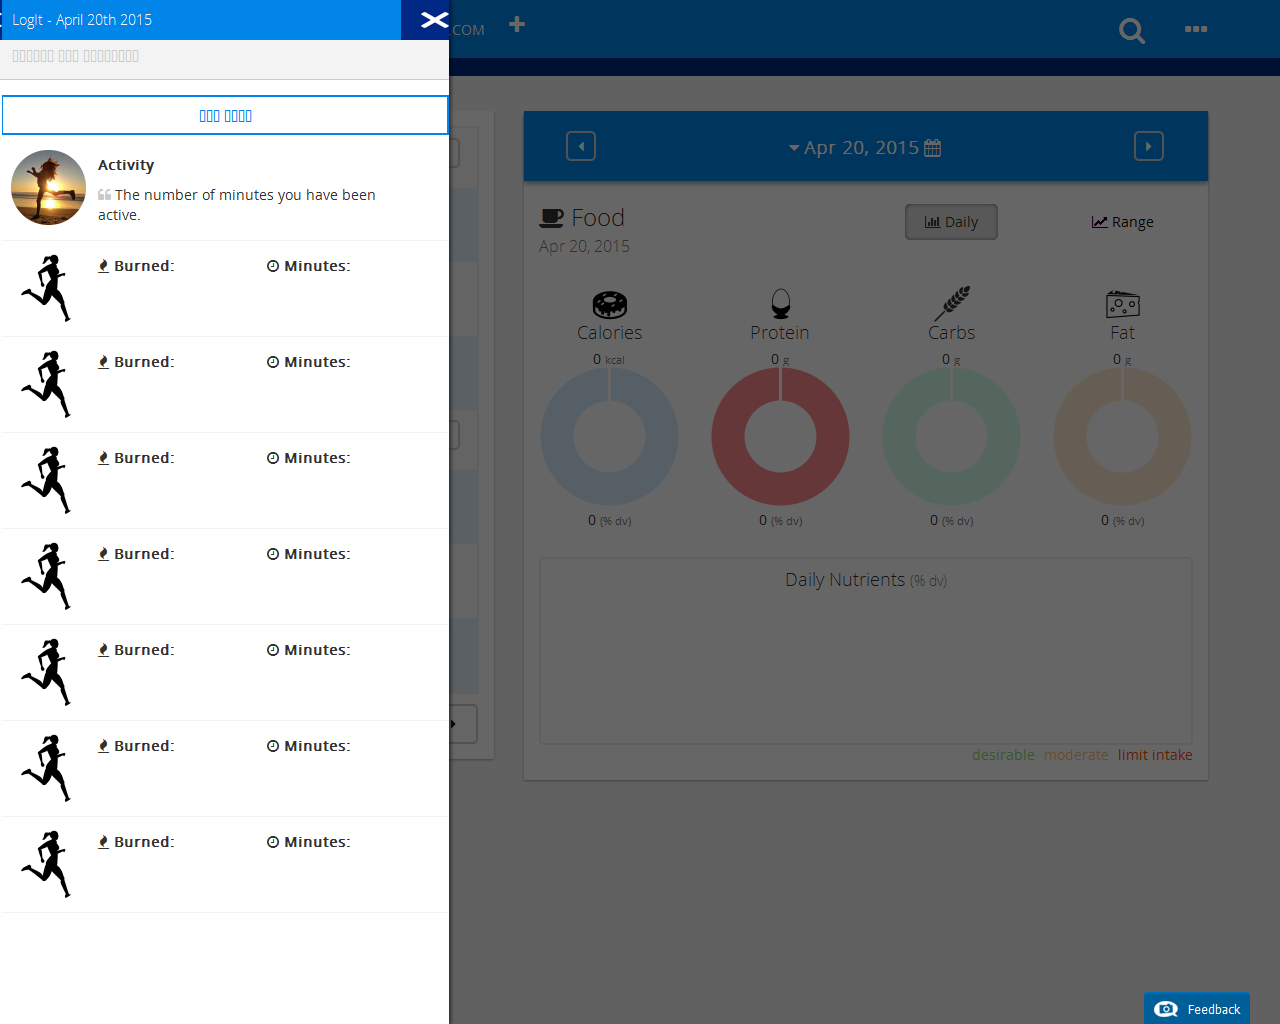 LogIt - April 20th 2015
Activity
The number of minutes you have been
active.
Burned: Minutes:
Burned: Minutes:
Burned: Minutes:
Burned: Minutes:
Burned: Minutes:
Burned: Minutes:
Burned: Minutes:
.COM
Apr 20, 2015
Food
Apr 20, 2015
Daily
Range
Calories Protein Carbs Fat
0 kcal 0 g 0 g 0 g
0 (% dv) 0 (% dv) 0 (% dv) 0 (% dv)
Daily Nutrients (% dv)
desirable moderate limit intake
Feedback